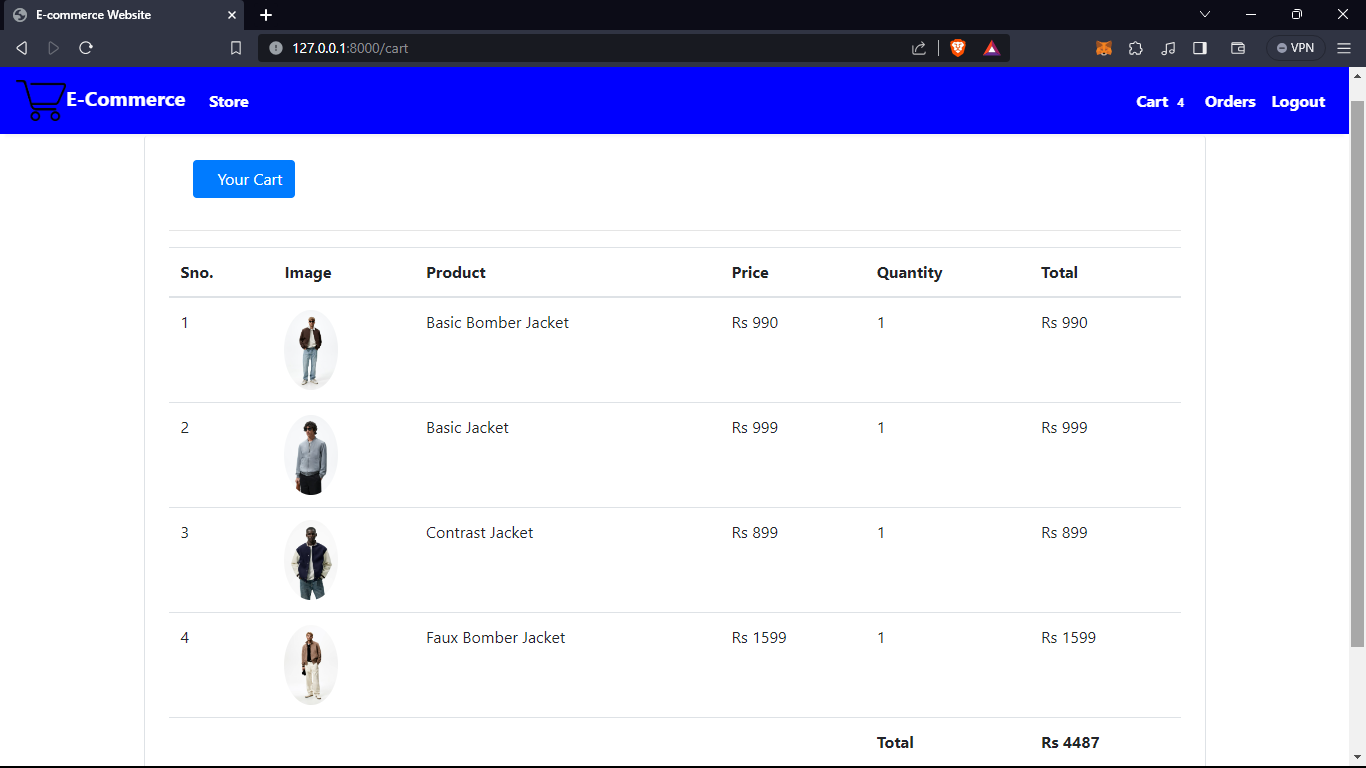 E-commerce Website
127.0.0.1:8000/cart
VPN
E-Commerce Store Cart 4 Orders Logout
Your Cart
Sno. Image Product Price Quantity Total
1 Basic Bomber Jacket Rs 990 1 Rs 990
2 Basic Jacket Rs 999 1 Rs 999
3 Contrast Jacket Rs 899 1 Rs 899
4 Faux Bomber Jacket Rs 1599 1 Rs 1599
Total Rs 4487